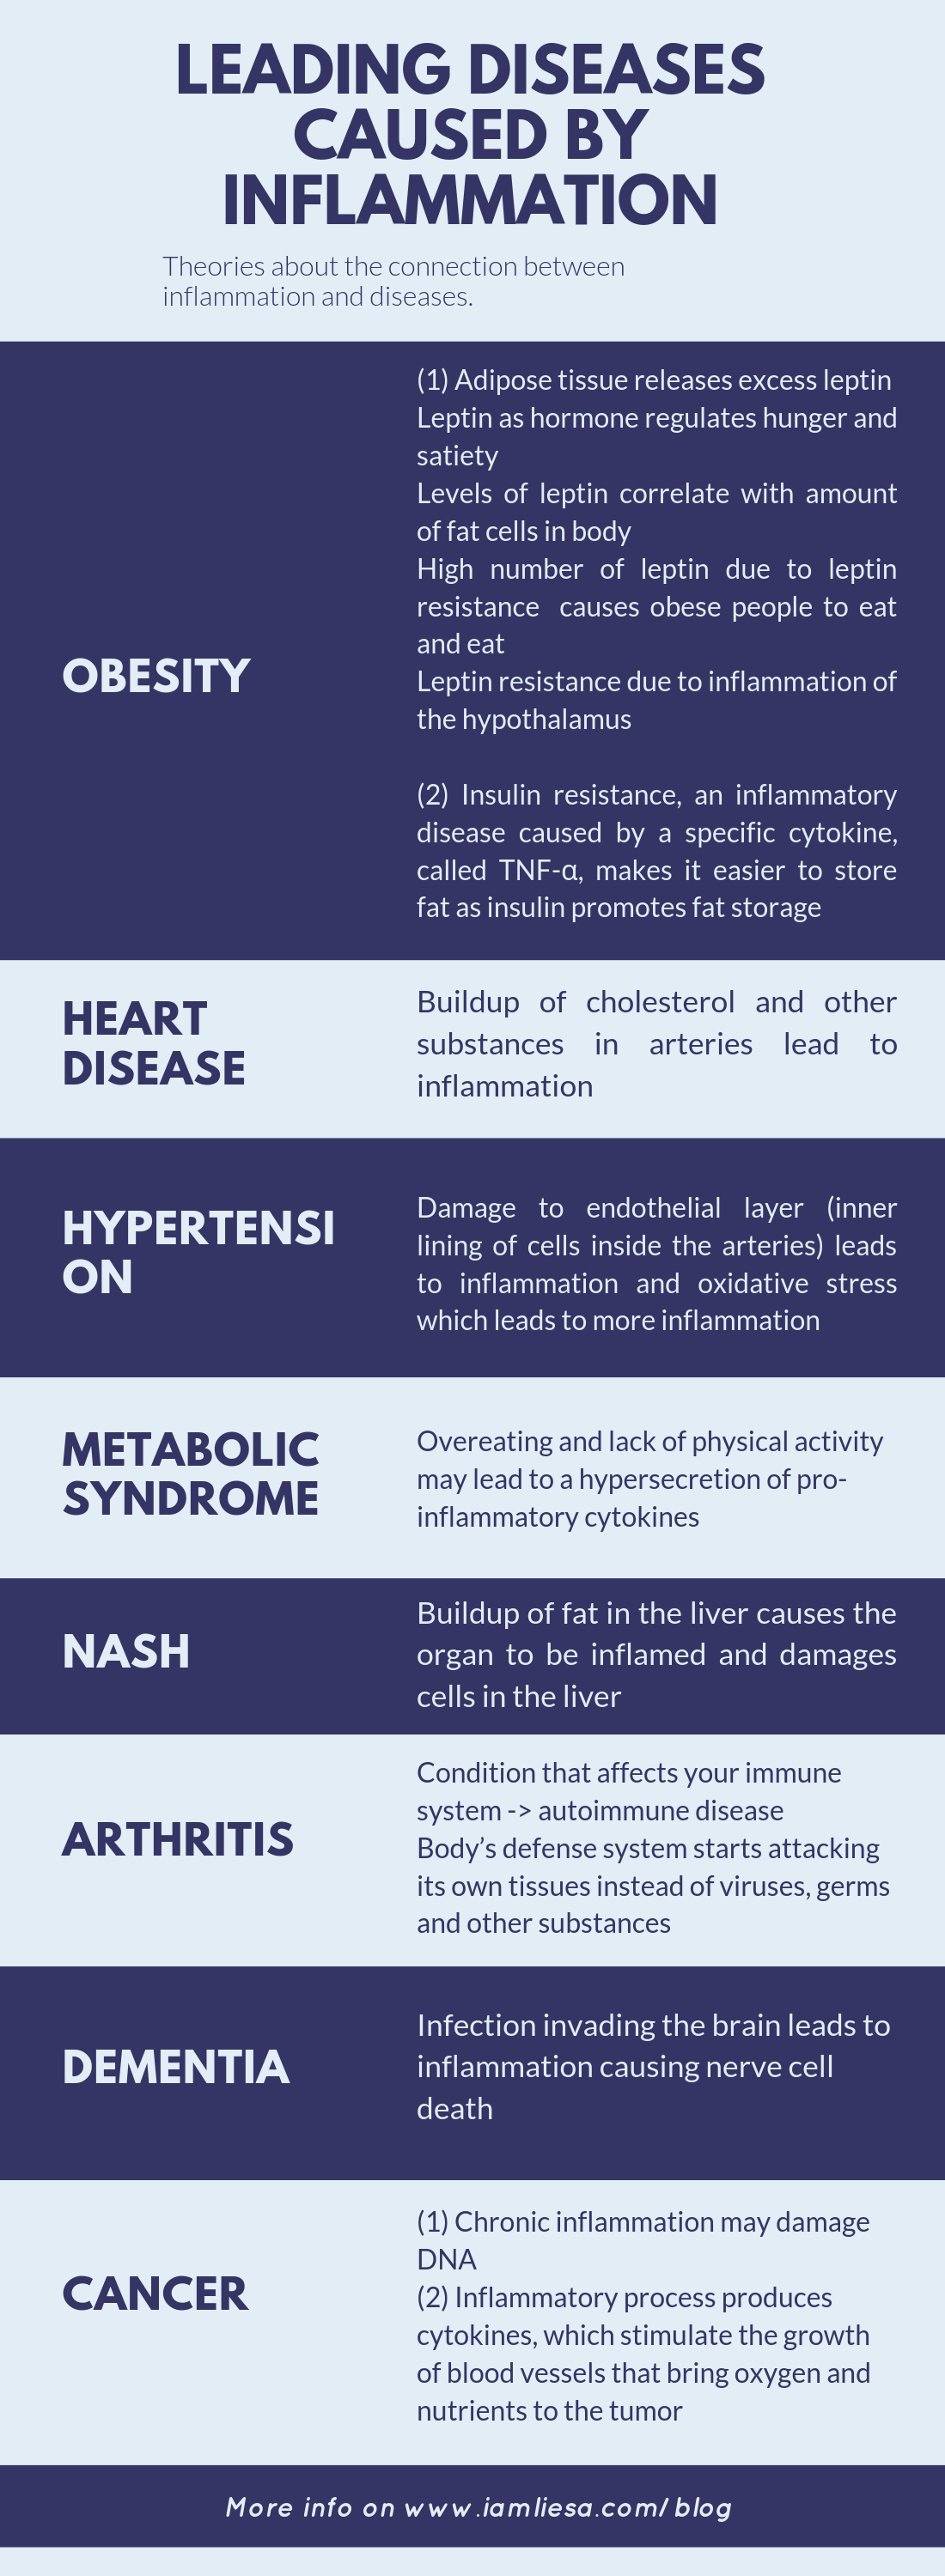 LEADING DISEASES
CAUSED BY
INFLAMMATION
Theories about the connection between
inflammation and diseases.
OBESITY
(1) Adipose tissue releases excess leptin
Leptin as hormone regulates hunger and
satiety
Levels of leptin correlate with amount
of fat cells in body
High number of leptin due to leptin
resistance causes obese people to eat
and eat
Leptin resistance due to inflammation of
the hypothalamus
(2) Insulin resistance, an inflammatory
disease caused by a specific cytokine,
called TNF-α, makes it easier to store
fat as insulin promotes fat storage
HEART
DISEASE
Buildup of cholesterol and other
substances in arteries lead to
inflammation
HYPERTENSI
ON
Damage to endothelial layer (inner
lining of cells inside the arteries) leads
to inflammation and oxidative stress
which leads to more inflammation
METABOLIC
SYNDROME
Overeating and lack of physical activity
may lead to a hypersecretion of pro-
inflammatory cytokines
NASH
Buildup of fat in the liver causes the
organ to be inflamed and damages
cells in the liver
ARTHRITIS
Condition that affects your immune
system -> autoimmune disease
Body’s defense system starts attacking
its own tissues instead of viruses, germs
and other substances
DEMENTIA
Infection invading the brain leads to
inflammation causing nerve cell
death
CANCER
(1) Chronic inflammation may damage
DNA
(2) Inflammatory process produces
cytokines, which stimulate the growth
of blood vessels that bring oxygen and
nutrients to the tumor
More info on www.iamliesa.com/blog